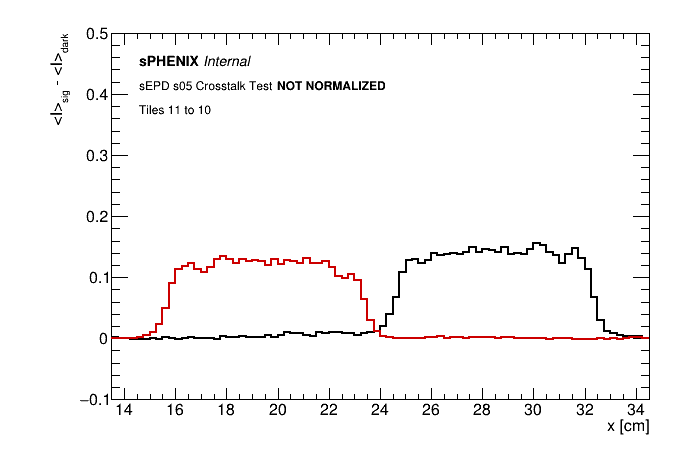 <I>sig - <I>dark
sPHENIX Internal
sEPD s05 Crosstalk Test NOT NORMALIZED
Tiles 11 to 10
0.5
0.4
0.3
0.2
0.1
0
−0.1
14 16 18 20 22 24 26 28 30 32 34
x [cm]